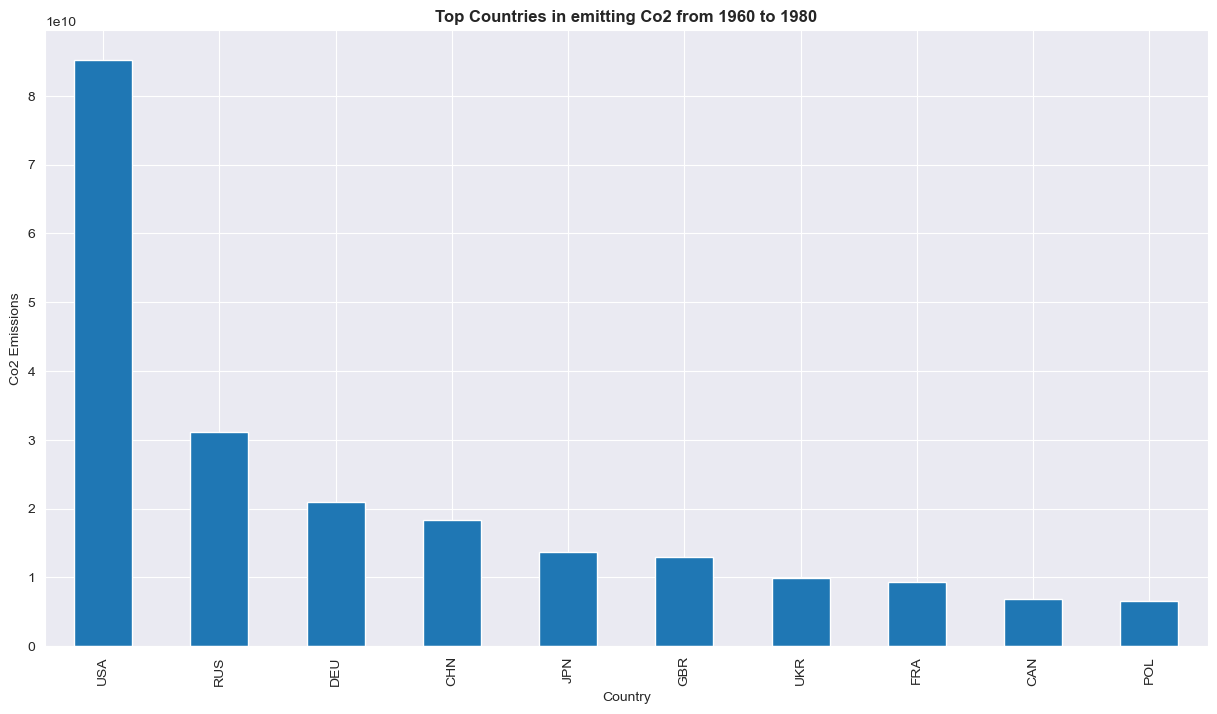 Top Countries in emitting Co2 from 1960 to 1980
1e10
8
7
6
5
4
3
2
1
0
Co2 Emissions
USA
RUS
DEU
CHN
JPN
GBR
UKR
FRA
CAN
POL
Country